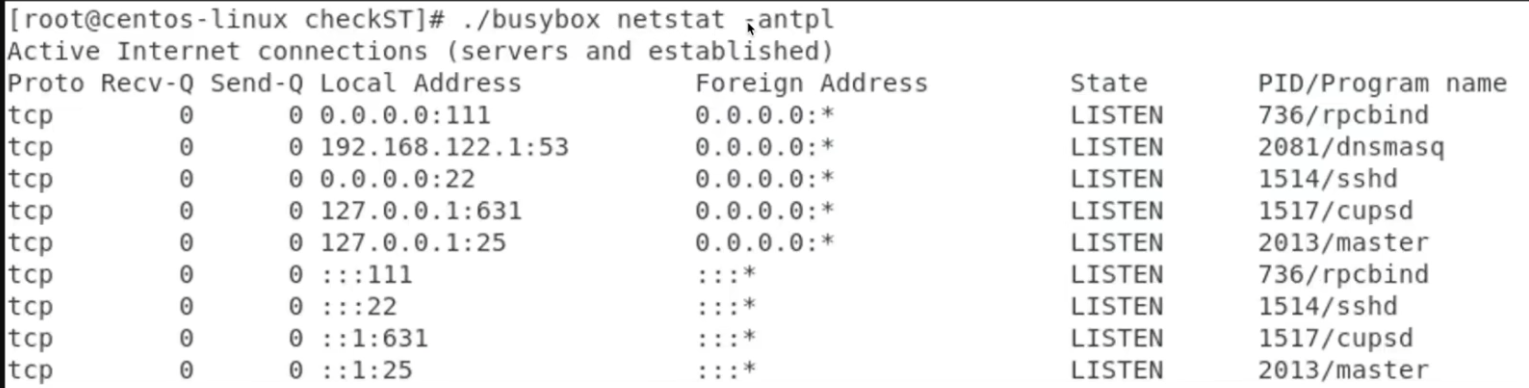 [root@centos-linux checkST]# ./busybox netstat -antpl
Active Internet connections (servers and established)
Proto Recv-Q Send-Q Local Address           Foreign Address         State       PID/Program name
tcp        0      0 0.0.0.0:111             0.0.0.0:*               LISTEN      736/rpcbind
tcp        0      0 192.168.122.1:53        0.0.0.0:*               LISTEN      2081/dnsmasq
tcp        0      0 0.0.0.0:22              0.0.0.0:*               LISTEN      1514/sshd
tcp        0      0 127.0.0.1:631           0.0.0.0:*               LISTEN      1517/cupsd
tcp        0      0 127.0.0.1:25            0.0.0.0:*               LISTEN      2013/master
tcp        0      0 :::111                  :::*                    LISTEN      736/rpcbind
tcp        0      0 :::22                   :::*                    LISTEN      1514/sshd
tcp        0      0 ::1:631                 :::*                    LISTEN      1517/cupsd
tcp        0      0 ::1:25                  :::*                    LISTEN      2013/master